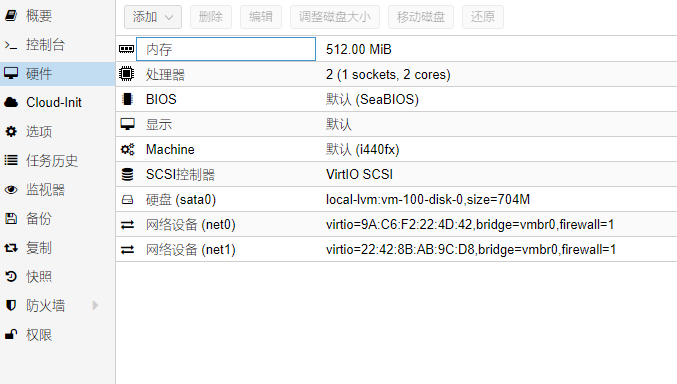 概要
控制台
硬件
Cloud-Init
选项
任务历史
监视器
备份
复制
快照
防火墙
权限
添加 删除 编辑 调整磁盘大小 移动磁盘 还原
内存 512.00 MiB
处理器 2 (1 sockets, 2 cores)
BIOS 默认 (SeaBIOS)
显示 默认
Machine 默认 (i440fx)
SCSI控制器 VirtIO SCSI
硬盘 (sata0) local-lvm:vm-100-disk-0,size=704M
网络设备 (net0) virtio=9A:C6:F2:22:4D:42,bridge=vmbr0,firewall=1
网络设备 (net1) virtio=22:42:8B:AB:9C:D8,bridge=vmbr0,firewall=1